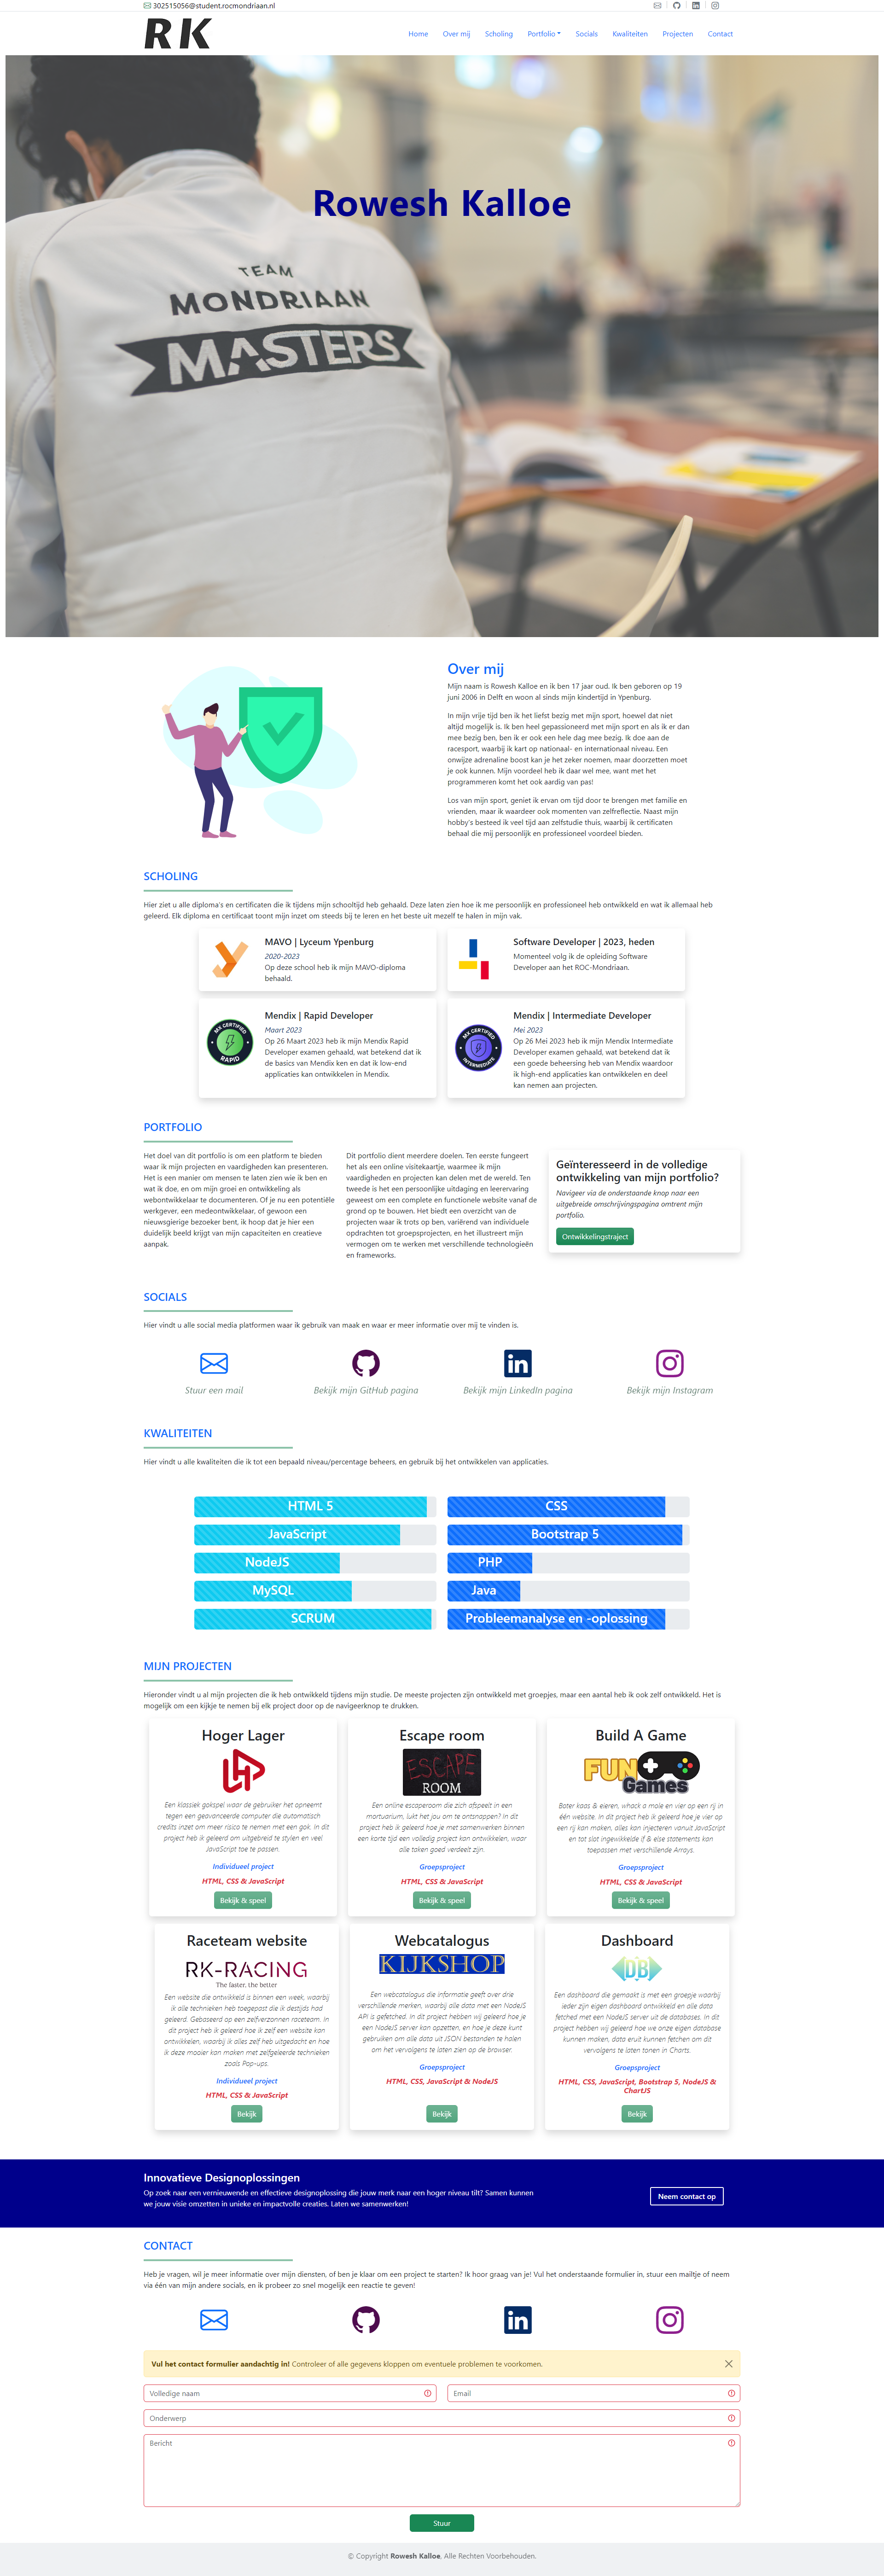 302515056@student.rocmondriaan.nl
RK
Home Over mij Scholing Portfolio Socials Kwaliteiten Projecten Contact
Rowesh Kalloe
TEAM
MONDRIAAN
MASTERS
Over mij
Mijn naam is Rowesh Kalloe en ik ben 17 jaar oud. Ik ben geboren op 19
juni 2006 in Delft en woon al sinds mijn kindertijd in Ypenburg.
In mijn vrije tijd ben ik het liefst bezig met mijn sport, hoewel dat niet
altijd mogelijk is. Ik ben heel gepassioneerd met mijn sport en als ik er dan
mee bezig ben, ben ik er ook een hele dag mee bezig. Ik doe aan de
racesport, waarbij ik kart op nationaal- en internationaal niveau. Een
onwijze adrenaline boost kan je het zeker noemen, maar doorzetten moet
je ook kunnen. Mijn voordeel heb ik daar wel mee, want met het
programmeren komt het ook aardig van pas!
Los van mijn sport, geniet ik ervan om tijd door te brengen met familie en
vrienden, maar ik waardeer ook momenten van zelfreflectie. Naast mijn
hobby's besteed ik veel tijd aan zelfstudie thuis, waarbij ik certificaten
behaal die mij persoonlijk en professioneel voordeel bieden.
SCHOLING
Hier ziet u alle diploma's en certificaten die ik tijdens mijn schooltijd heb gehaald. Deze laten zien hoe ik me persoonlijk en professioneel heb ontwikkeld en wat ik allemaal heb
geleerd. Elk diploma en certificaat toont mijn inzet om steeds bij te leren en het beste uit mezelf te halen in mijn vak.
MAVO | Lyceum Ypenburg
2020-2023
Op deze school heb ik mijn MAVO-diploma
behaald.
Software Developer | 2023, heden
Momenteel volg ik de opleiding Software
Developer aan het ROC-Mondriaan.
MX CERTIFIED
RAPID
Mendix | Rapid Developer
Maart 2023
Op 26 Maart 2023 heb ik mijn Mendix Rapid
Developer examen gehaald, wat betekend dat ik
de basics van Mendix ken en dat ik low-end
applicaties kan ontwikkelen in Mendix.
MX CERTIFIED
INTERMEDIATE
Mendix | Intermediate Developer
Mei 2023
Op 26 Mei 2023 heb ik mijn Mendix Intermediate
Developer examen gehaald, wat betekend dat ik
een goede beheersing heb van Mendix waardoor
ik high-end applicaties kan ontwikkelen en deel
kan nemen aan projecten.
PORTFOLIO
Het doel van dit portfolio is om een platform te bieden
waar ik mijn projecten en vaardigheden kan presenteren.
Het is een manier om mensen te laten zien wie ik ben en
wat ik doe, en om mijn groei en ontwikkeling als
webontwikkelaar te documenteren. Of je nu een potentiële
werkgever, een medeontwikkelaar, of gewoon een
nieuwsgierige bezoeker bent, ik hoop dat je hier een
duidelijk beeld krijgt van mijn capaciteiten en creatieve
aanpak.
Dit portfolio dient meerdere doelen. Ten eerste fungeert
het als een online visitekaartje, waarmee ik mijn
vaardigheden en projecten kan delen met de wereld. Ten
tweede is het een persoonlijke uitdaging en leerervaring
geweest om een complete en functionele website vanaf de
grond op te bouwen. Het biedt een overzicht van de
projecten waar ik trots op ben, variërend van individuele
opdrachten tot groepsprojecten, en het illustreert mijn
vermogen om te werken met verschillende technologieën
en frameworks.
Geïnteresseerd in de volledige
ontwikkeling van mijn portfolio?
Navigeer via de onderstaande knop naar een
uitgebreide omschrijvingspagina omtrent mijn
portfolio.
Ontwikkelingstraject
SOCIALS
Hier vindt u alle social media platformen waar ik gebruik van maak en waar er meer informatie over mij te vinden is.
Stuur een mail
Bekijk mijn GitHub pagina
Bekijk mijn LinkedIn pagina
Bekijk mijn Instagram
KWALITEITEN
Hier vindt u alle kwaliteiten die ik tot een bepaald niveau/percentage beheers, en gebruik bij het ontwikkelen van applicaties.
HTML 5 CSS
JavaScript Bootstrap 5
NodeJS PHP
MySQL Java
SCRUM Probleemanalyse en -oplossing
MIJN PROJECTEN
Hieronder vindt u al mijn projecten die ik heb ontwikkeld tijdens mijn studie. De meeste projecten zijn ontwikkeld met groepjes, maar een aantal heb ik ook zelf ontwikkeld. Het is
mogelijk om een kijkje te nemen bij elk project door op de navigeerknop te drukken.
Hoger Lager
Een klassiek gokspel waar de gebruiker het opneemt
tegen een geavanceerde computer die automatisch
credits inzet om meer risico te nemen met een gok. In dit
project heb ik geleerd om uitgebreid te stylen en veel
JavaScript toe te passen.
Individueel project
HTML, CSS & JavaScript
Bekijk & speel
Escape room
ESCAPE
ROOM
Een online escaperoom die zich afspeelt in een
mortuarium, lukt het jou om te ontsnappen? In dit
project heb ik geleerd hoe je met samenwerken binnen
een korte tijd een volledig project kan ontwikkelen, waar
alle taken goed verdeelt zijn.
Groepsproject
HTML, CSS & JavaScript
Bekijk & speel
Build A Game
FUN
Games
Boter kaas & eieren, whack a mole en vier op een rij in
één website. In dit project heb ik geleerd hoe je vier op
een rij kan maken, alles kan injecteren vanuit JavaScript
en tot slot ingewikkelde if & else statements kan
toepassen met verschillende Arrays.
Groepsproject
HTML, CSS & JavaScript
Bekijk & speel
Raceteam website
RK-RACING
The faster, the better
Een website die ontwikkeld is binnen een week, waarbij
ik alle technieken heb toegepast die ik destijds had
geleerd. Gebaseerd op een zelfverzonnen raceteam. In
dit project heb ik geleerd hoe ik zelf een website kan
ontwikkelen, waarbij ik alles zelf heb uitgedacht en hoe
ik deze mooier kan maken met zelfgeleerde technieken
zoals Pop-ups.
Individueel project
HTML, CSS & JavaScript
Bekijk
Webcatalogus
KIJKSHOP
Een webcatalogus die informatie geeft over drie
verschillende merken, waarbij alle data met een NodeJS
API is gefetched. In dit project hebben wij geleerd hoe je
een NodeJS server kan opzetten, en hoe je deze kunt
gebruiken om alle data uit JSON bestanden te halen
om het vervolgens te laten zien op de browser.
Groepsproject
HTML, CSS, JavaScript & NodeJS
Bekijk
Dashboard
DB
Een dashboard die gemaakt is met een groepje waarbij
ieder zijn eigen dashboard ontwikkeld en alle data
fetched met een NodeJS server uit de databases. In dit
project hebben wij geleerd hoe we onze eigen database
kunnen maken, data eruit kunnen fetchen om dit
vervolgens te laten tonen in Charts.
Groepsproject
HTML, CSS, JavaScript, Bootstrap 5, NodeJS &
ChartJS
Bekijk
Innovatieve Designoplossingen
Op zoek naar een vernieuwende en effectieve designoplossing die jouw merk naar een hoger niveau tilt? Samen kunnen
we jouw visie omzetten in unieke en impactvolle creaties. Laten we samenwerken!
Neem contact op
CONTACT
Heb je vragen, wil je meer informatie over mijn diensten, of ben je klaar om een project te starten? Ik hoor graag van je! Vul het onderstaande formulier in, stuur een mailtje of neem
via één van mijn andere socials, en ik probeer zo snel mogelijk een reactie te geven!
Vul het contact formulier aandachtig in! Controleer of alle gegevens kloppen om eventuele problemen te voorkomen.
Volledige naam
Email
Onderwerp
Bericht
Stuur
© Copyright Rowesh Kalloe. Alle Rechten Voorbehouden.